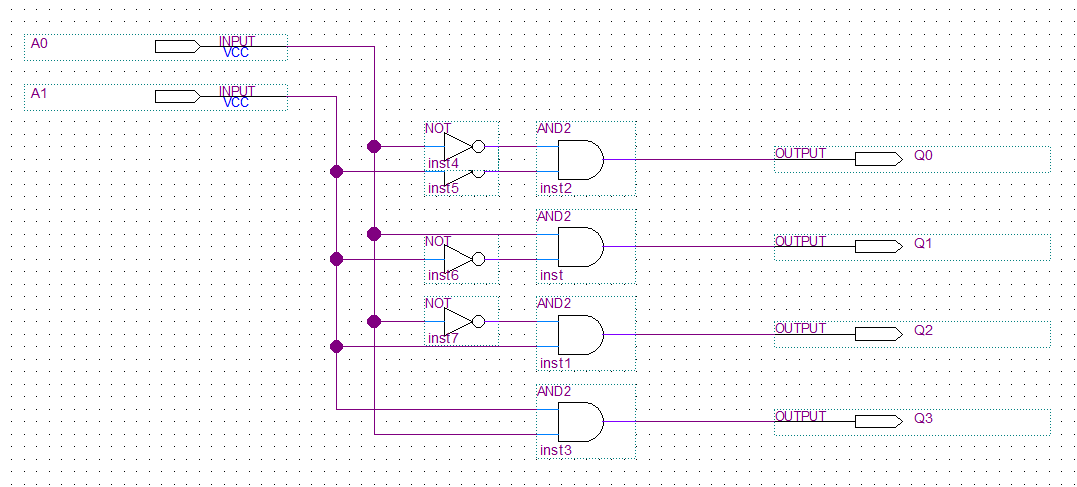 A0
INPUT
VCC
A1
INPUT
VCC
NOT
inst4
inst5
AND2
inst2
OUTPUT
Q0
NOT
inst6
AND2
inst
OUTPUT
Q1
NOT
inst7
AND2
inst1
OUTPUT
Q2
AND2
inst3
OUTPUT
Q3